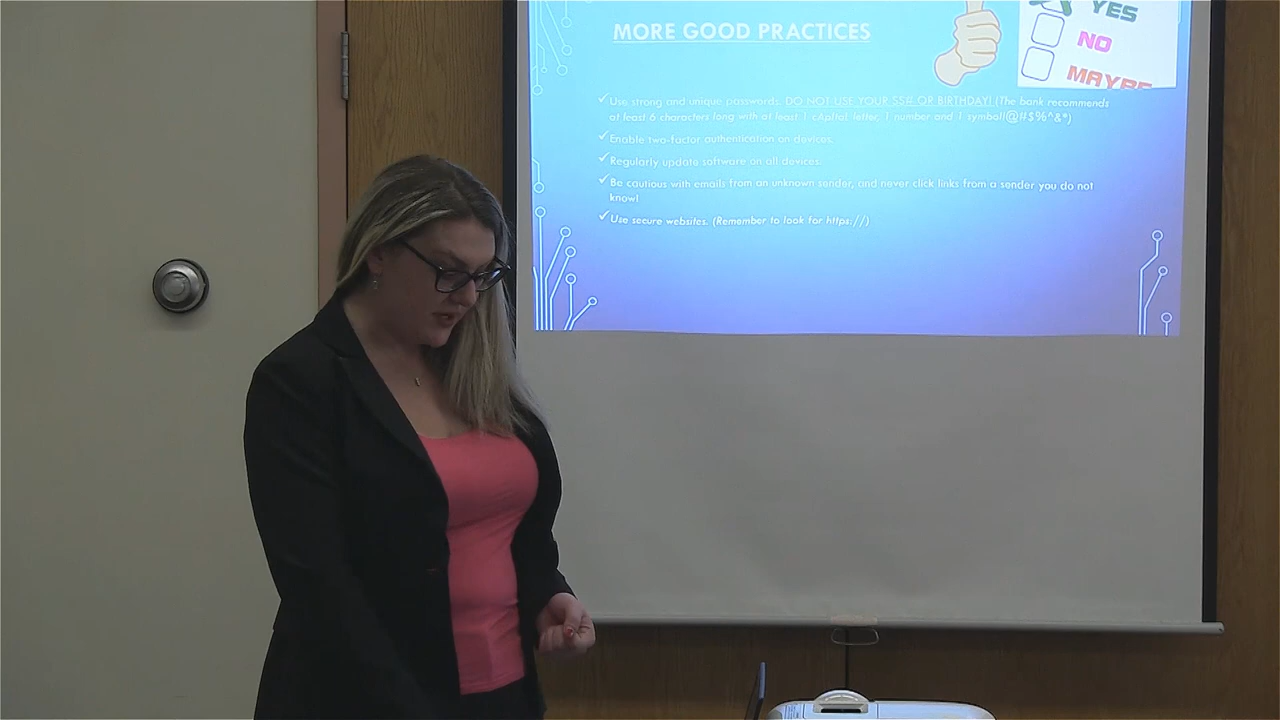 MORE GOOD PRACTICES
YES
NO
MAYBE
Use strong and unique passwords. DO NOT USE YOUR SS# OR BIRTHDAY! (The bank recommends
at least 6 characters long with at least 1 cApital letter, 1 number and 1 symbol!@#$%^&*)
Enable two-factor authentication on devices.
Regularly update software on all devices.
Be cautious with emails from an unknown sender, and never click links from a sender you do not
know!
Use secure websites. (Remember to look for https://)